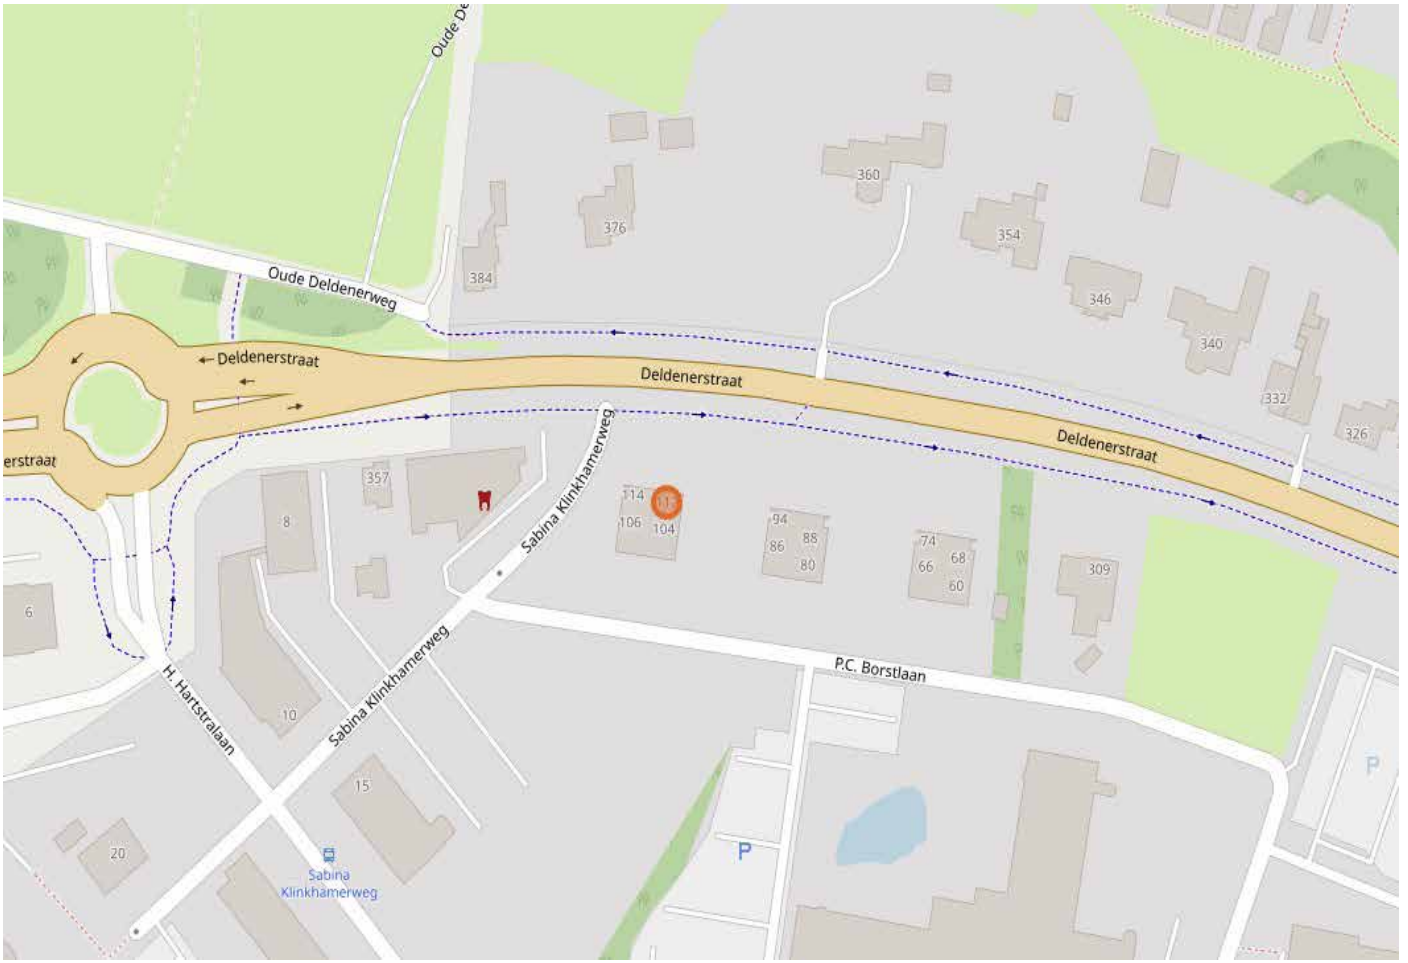 Oude De
360
376
354
384
Oude Deldenerweg
346
340
Deldenerstraat
Deldenerstraat
332
326
Sabina Klinkhamerweg
Deldenerstraat
erstraat
357
114
8
106
104
94
88
86
80
74
68
66
60
309
6
P.C. Borstlaan
H. Hartstralaan
Sabina Klinkhamerweg
10
P
15
20
P
Sabina
Klinkhamerweg